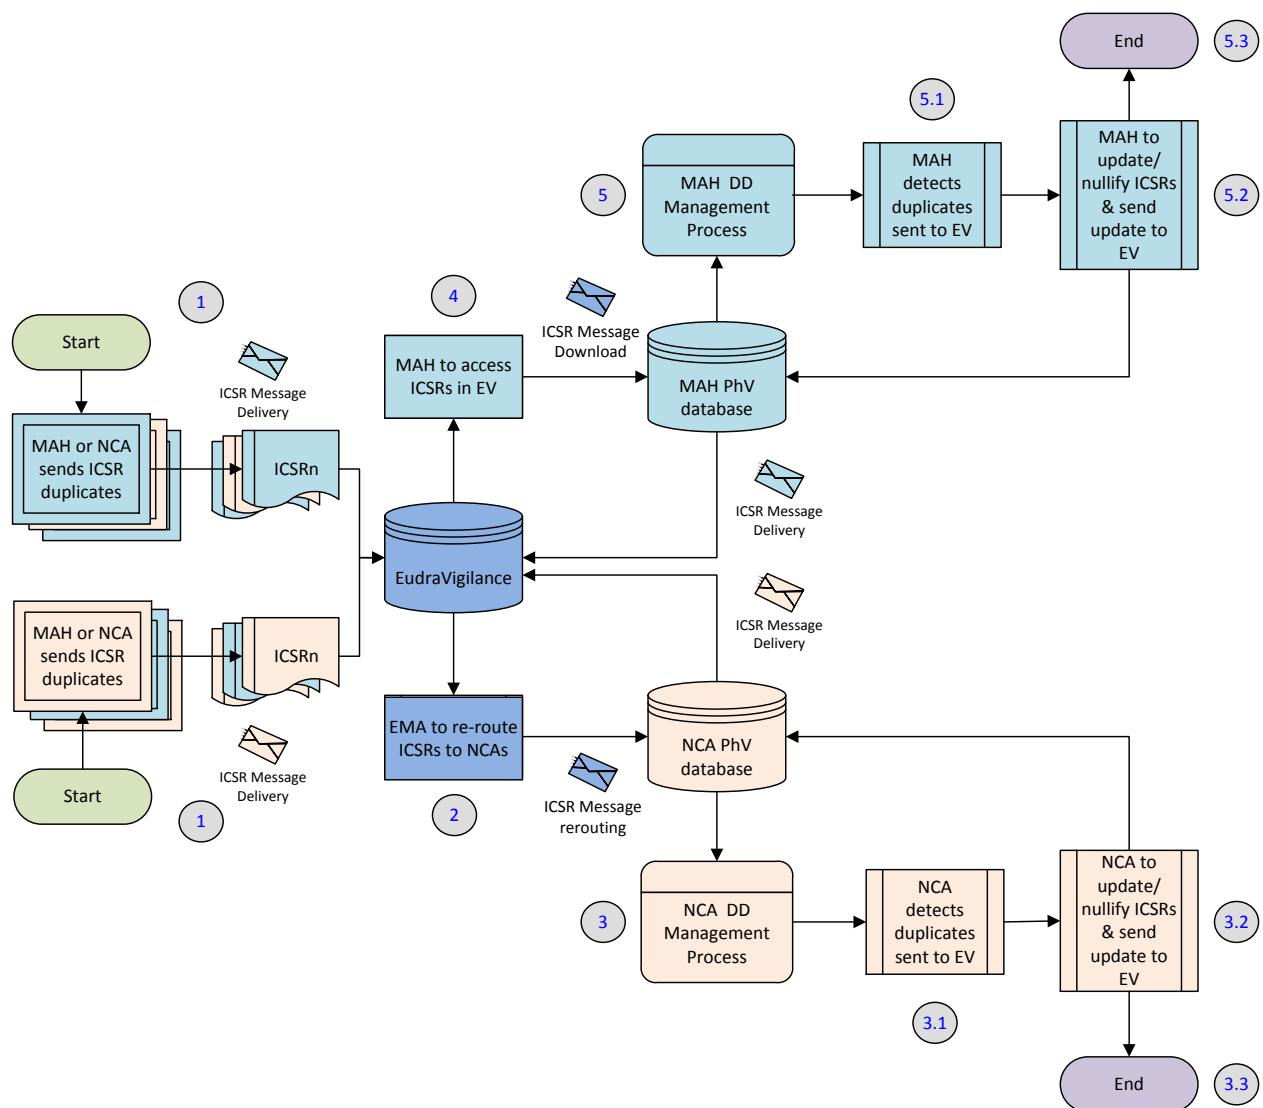 End
5.3
5.1
MAH to
update/
nullify ICSRs
& send
update to
EV
5.2
MAH
detects
duplicates
sent to EV
5
MAH DD
Management
Process
1
4
ICSR Message
Download
Start
ICSR Message
Delivery
MAH to access
ICSRs in EV
MAH PhV
database
MAH or NCA
sends ICSR
duplicates
ICSRn
ICSR Message
Delivery
EudraVigilance
ICSR Message
Delivery
MAH or NCA
sends ICSR
duplicates
ICSRn
EMA to re-route
ICSRs to NCAs
NCA PhV
database
ICSR Message
Delivery
Start
1
2
ICSR Message
rerouting
3
NCA DD
Management
Process
NCA
detects
duplicates
sent to EV
NCA to
update/
nullify ICSRs
& send
update to
EV
3.2
3.1
End
3.3